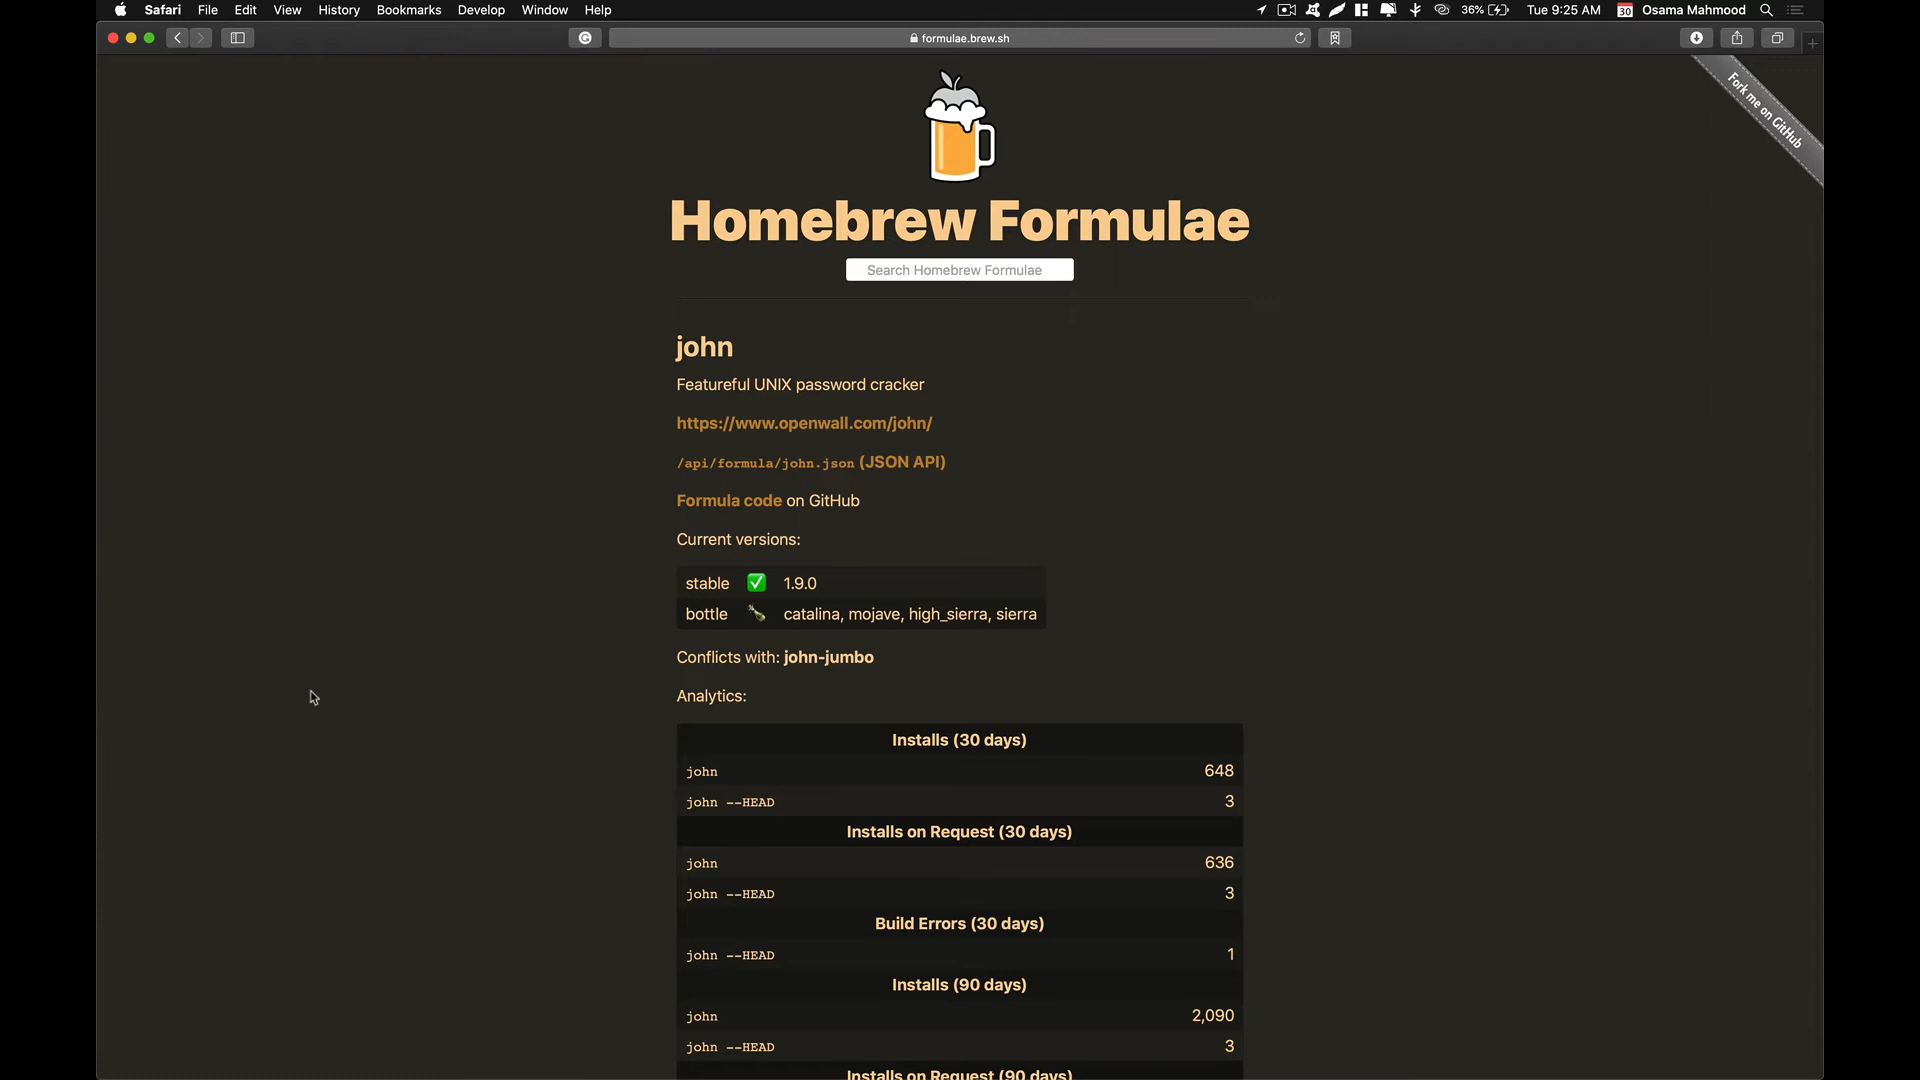 Safari File Edit View History Bookmarks Develop Window Help 36% Tue 9:25 AM 30 Osama Mahmood
formulae.brew.sh
Fork me on GitHub
Homebrew Formulae
Search Homebrew Formulae
john
Featureful UNIX password cracker
https://www.openwall.com/john/
/api/formula/john.json (JSON API)
Formula code on GitHub
Current versions:
stable ✅ 1.9.0
bottle 🍾 catalina, mojave, high_sierra, sierra
Conflicts with: john-jumbo
Analytics:
Installs (30 days)
john 648
john --HEAD 3
Installs on Request (30 days)
john 636
john --HEAD 3
Build Errors (30 days)
john --HEAD 1
Installs (90 days)
john 2,090
john --HEAD 3
Installs on Request (90 days)